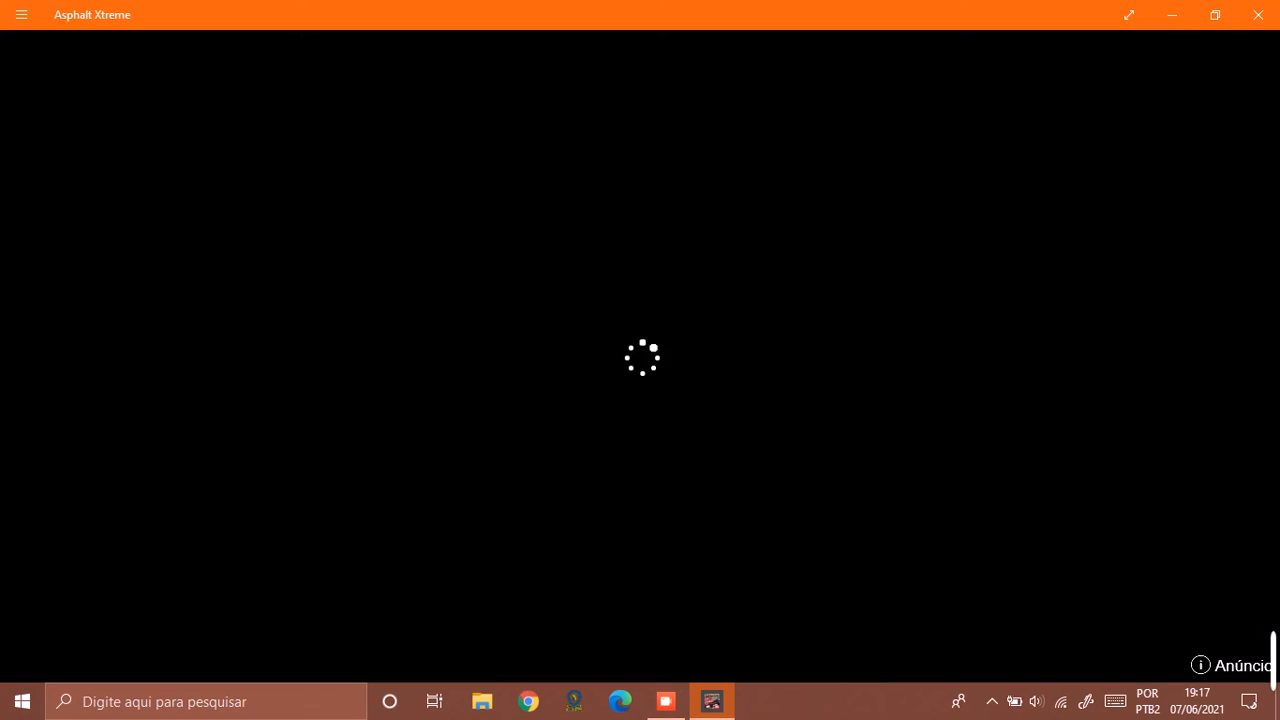 Asphalt Xtreme
Anúncio
Digite aqui para pesquisar
POR
PTB2
19:17
07/06/2021